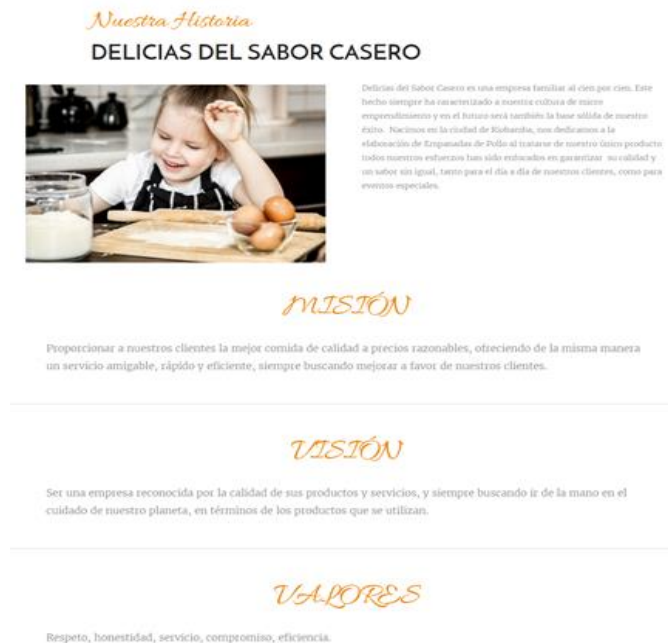 Nuestra Historia
DELICIAS DEL SABOR CASERO
Delicias del Sabor Casero es una empresa familiar al cien por cien. Este
hecho siempre ha caracterizado a nuestra cultura de micro
emprendimiento y en el futuro será también la base sólida de nuestro
éxito. Nacimos en la ciudad de Riobamba, nos dedicamos a la
elaboración de Empanadas de Pollo al tratarse de nuestro único producto
todos nuestros esfuerzos han sido enfocados en garantizar su calidad y
un sabor sin igual, tanto para el día a día de nuestros clientes, como para
eventos especiales.
MISIÓN
Proporcionar a nuestros clientes la mejor comida de calidad a precios razonables, ofreciendo de la misma manera
un servicio amigable, rápido y eficiente, siempre buscando mejorar a favor de nuestros clientes.
VISIÓN
Ser una empresa reconocida por la calidad de sus productos y servicios, y siempre buscando ir de la mano en el
cuidado de nuestro planeta, en términos de los productos que se utilizan.
VALORES
Respeto, honestidad, servicio, compromiso, eficiencia.